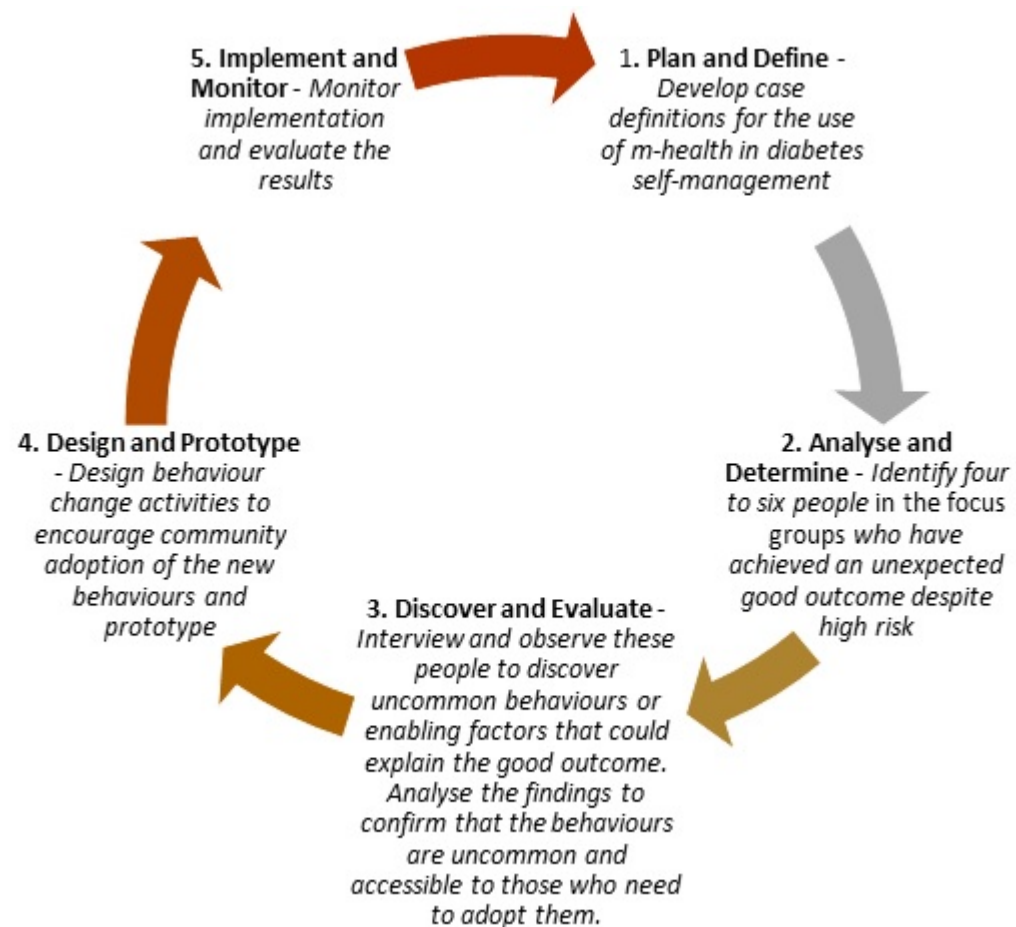 1. Plan and Define -
Develop case
definitions for the use
of m-health in diabetes
self-management
2. Analyse and
Determine - Identify four
to six people in the focus
groups who have
achieved an unexpected
good outcome despite
high risk
3. Discover and Evaluate -
Interview and observe these
people to discover
uncommon behaviours or
enabling factors that could
explain the good outcome.
Analyse the findings to
confirm that the behaviours
are uncommon and
accessible to those who need
to adopt them.
4. Design and Prototype
- Design behaviour
change activities to
encourage community
adoption of the new
behaviours and
prototype
5. Implement and
Monitor - Monitor
implementation
and evaluate the
results